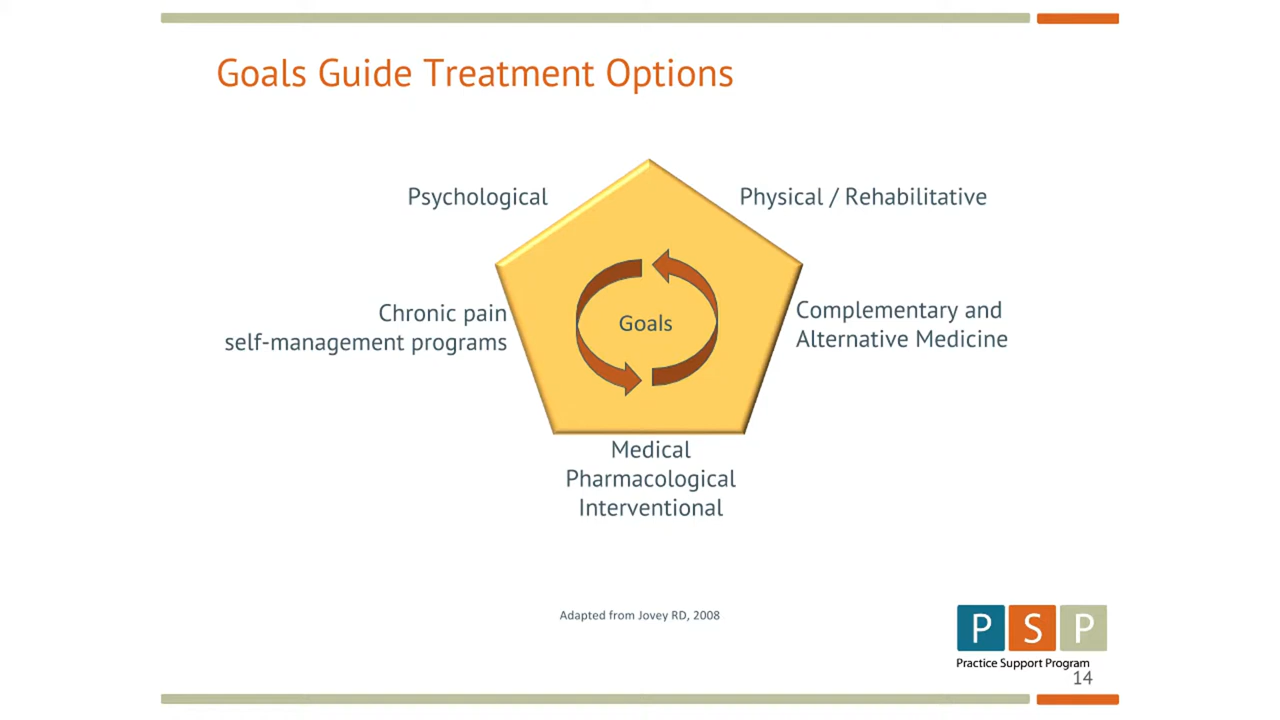 Goals Guide Treatment Options
Psychological
Physical / Rehabilitative
Chronic pain
self-management programs
Goals
Complementary and
Alternative Medicine
Medical
Pharmacological
Interventional
Adapted from Jovey RD, 2008
P S P
Practice Support Program
14